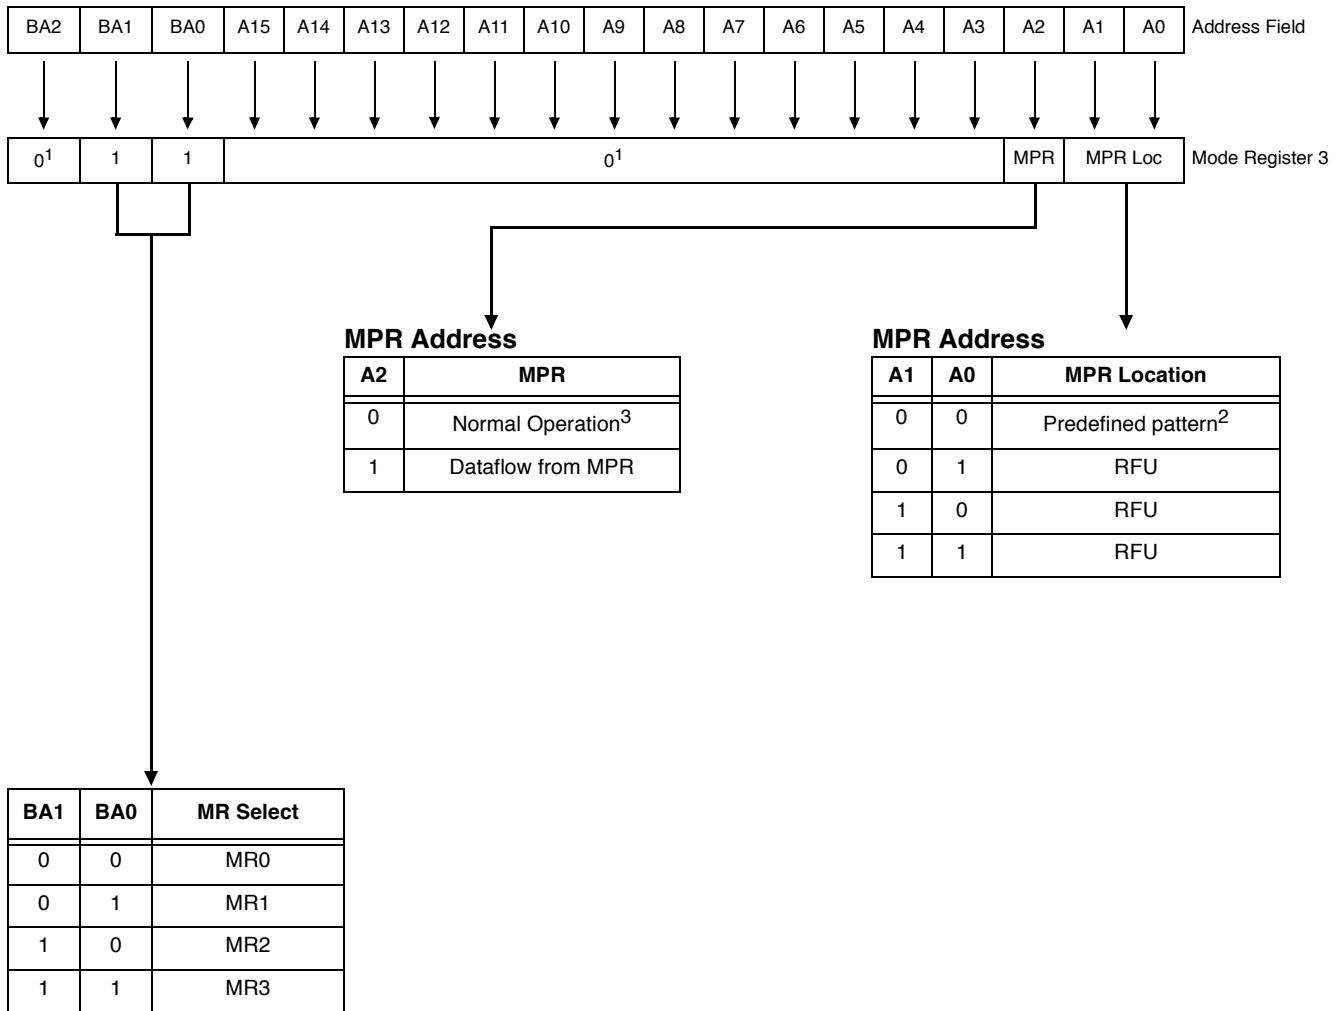 BA2 BA1 BA0 A15 A14 A13 A12 A11 A10 A9 A8 A7 A6 A5 A4 A3 A2 A1 A0 Address Field
0¹ 1 1 0¹ MPR MPR Loc Mode Register 3
MPR Address
A2 MPR
0 Normal Operation³
1 Dataflow from MPR
MPR Address
A1 A0 MPR Location
0 0 Predefined pattern²
0 1 RFU
1 0 RFU
1 1 RFU
BA1 BA0 MR Select
0 0 MR0
0 1 MR1
1 0 MR2
1 1 MR3